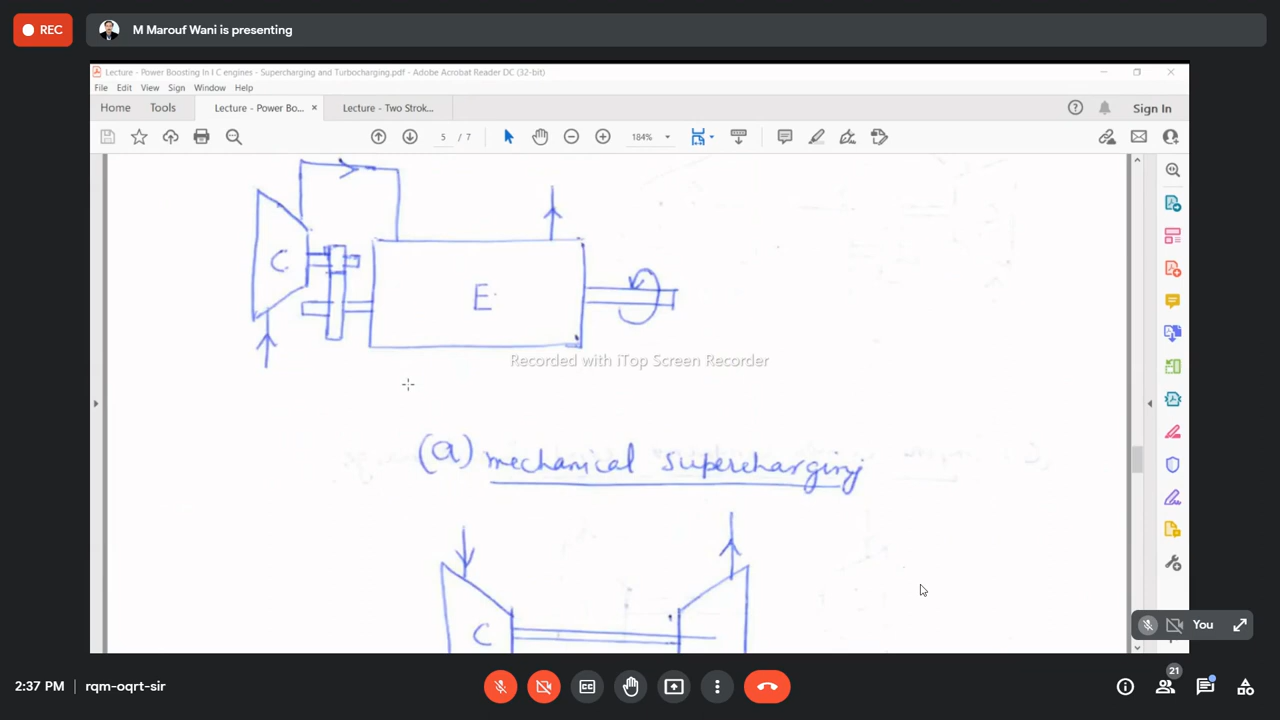 REC
M Marouf Wani is presenting
Lecture - Power Boosting In I C engines - Supercharging and Turbocharging.pdf - Adobe Acrobat Reader DC (32-bit)
File Edit View Sign Window Help
Home Tools Lecture - Power Bo... × Lecture - Two Strok... Sign In
5 / 7 184%
C
E
Recorded with iTop Screen Recorder
(a) mechanical supercharging
C
You
21
2:37 PM rqm-oqrt-sir